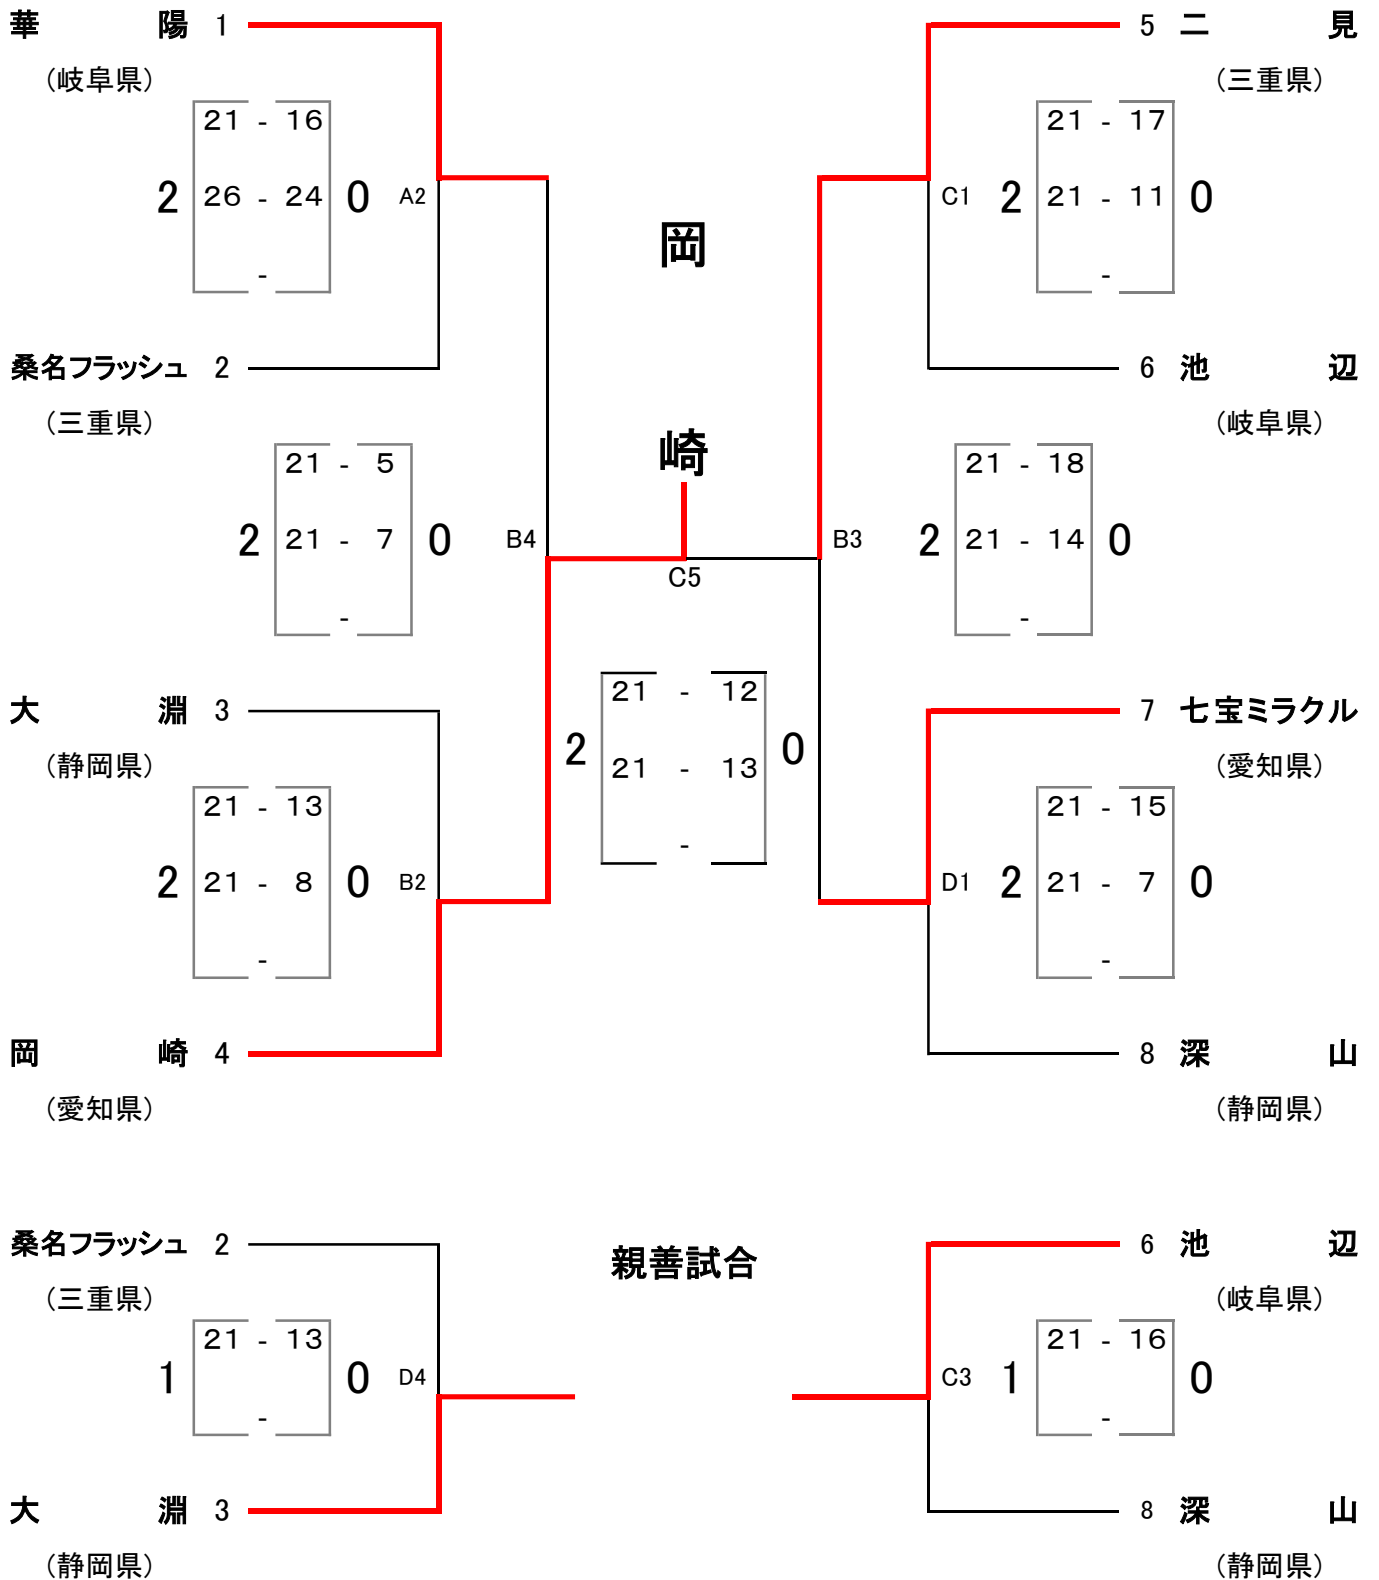 華　陽 1
5 二　見
(岐阜県)
(三重県)
21 - 16
21 - 17
2 26 - 24 0 A2
C1 2 21 - 11 0
-
-
岡
崎
桑名フラッシュ 2
6 池　辺
(三重県)
(岐阜県)
21 - 5
21 - 18
2 21 - 7 0 B4
B3 2 21 - 14 0
-
-
C5
21 - 12
2 21 - 13 0
-
大　淵 3
7 七宝ミラクル
(静岡県)
(愛知県)
21 - 13
21 - 15
2 21 - 8 0 B2
D1 2 21 - 7 0
-
-
岡　崎 4
8 深　山
(愛知県)
(静岡県)
親善試合
桑名フラッシュ 2
6 池　辺
(三重県)
(岐阜県)
21 - 13
21 - 16
1 0 D4
C3 1 0
-
-
大　淵 3
8 深　山
(静岡県)
(静岡県)